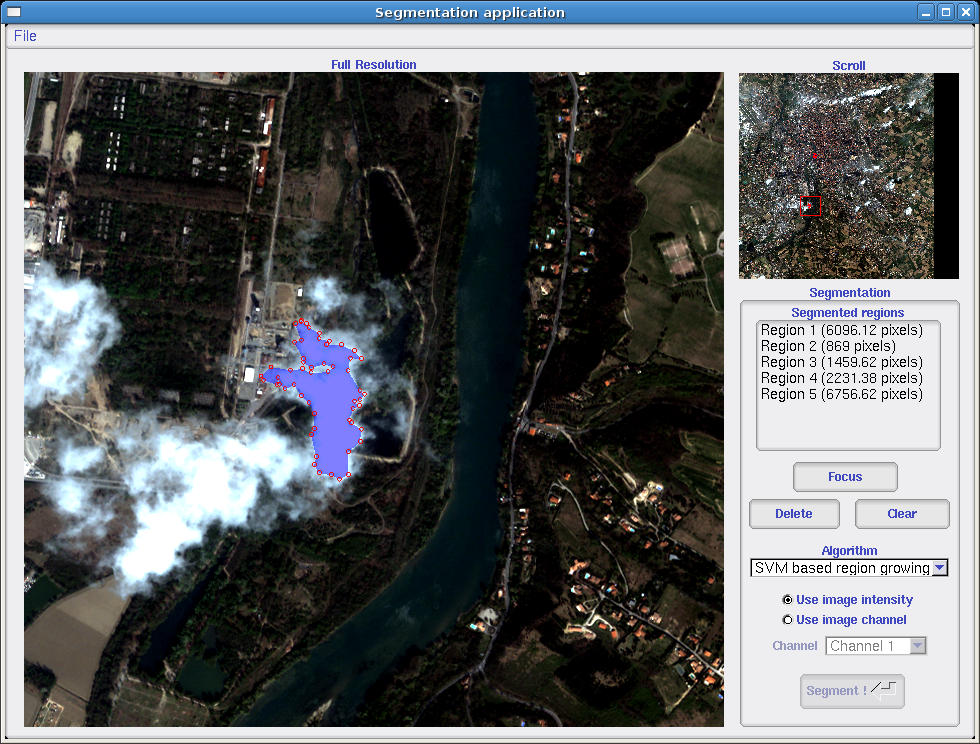 Segmentation application
File
Full Resolution
Scroll
Segmentation
Segmented regions
Region 1 (6096.12 pixels)
Region 2 (869 pixels)
Region 3 (1459.62 pixels)
Region 4 (2231.38 pixels)
Region 5 (6756.62 pixels)
Focus
Delete Clear
Algorithm
SVM based region growing
Use image intensity
Use image channel
Channel Channel 1
Segment !